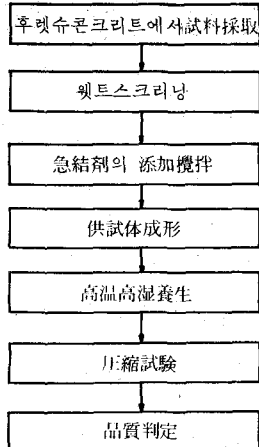 후렛슈콘크리트에서試料採取
웻트스크리닝
急結劑의 添加攪拌
供試体成形
高温高湿養生
圧縮試験
品質判定